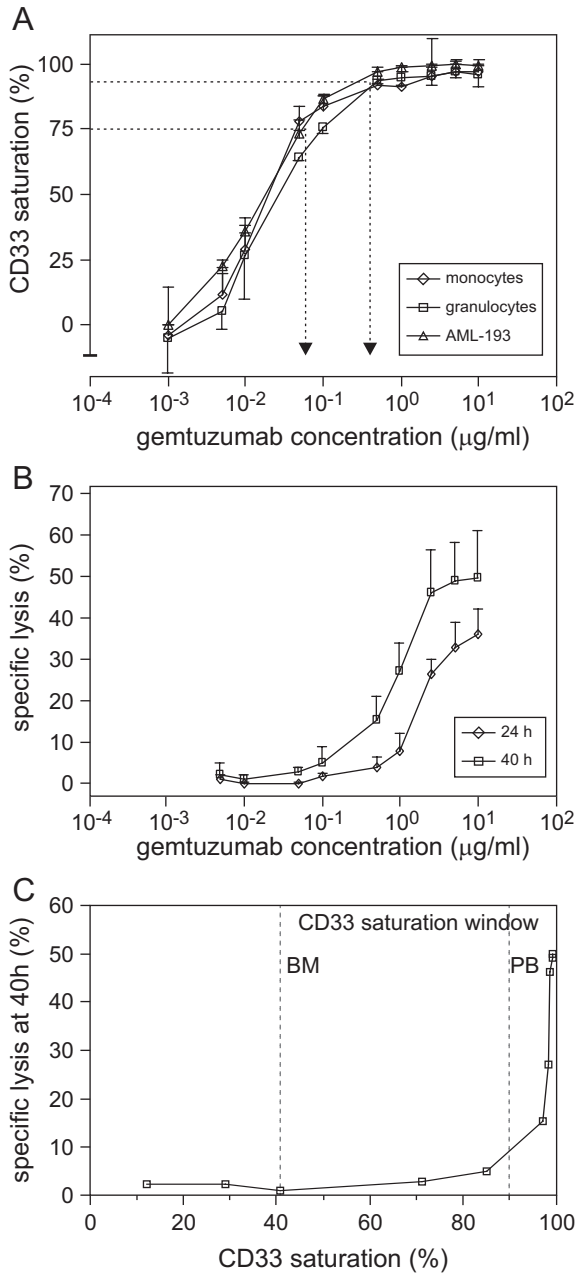 A
CD33 saturation (%)
100
75
50
25
0
monocytes
granulocytes
AML-193
10⁻⁴ 10⁻³ 10⁻² 10⁻¹ 10⁰ 10¹ 10²
gemtuzumab concentration (μg/ml)
B
specific lysis (%)
70
60
50
40
30
20
10
0
24 h
40 h
10⁻⁴ 10⁻³ 10⁻² 10⁻¹ 10⁰ 10¹ 10²
gemtuzumab concentration (μg/ml)
C
specific lysis at 40h (%)
60
50
40
30
20
10
0
CD33 saturation window
BM
PB
0 20 40 60 80 100
CD33 saturation (%)